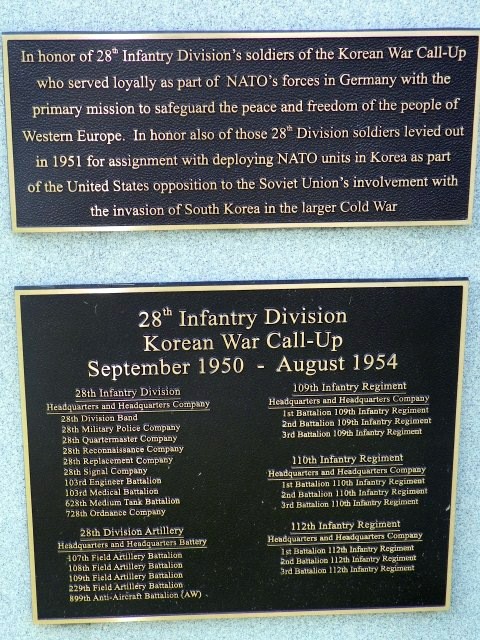 In honor of 28th Infantry Division's soldiers of the Korean War Call-Up
who served loyally as part of NATO's forces in Germany with the
primary mission to safeguard the peace and freedom of the people of
Western Europe. In honor also of those 28th Division soldiers levied out
in 1951 for assignment with deploying NATO units in Korea as part
of the United States opposition to the Soviet Union's involvement with
the invasion of South Korea in the larger Cold War
28th Infantry Division
Korean War Call-Up
September 1950 - August 1954
28th Infantry Division
Headquarters and Headquarters Company
28th Division Band
28th Military Police Company
28th Quartermaster Company
28th Reconnaissance Company
28th Replacement Company
28th Signal Company
103rd Engineer Battalion
103rd Medical Battalion
628th Medium Tank Battalion
728th Ordnance Company
28th Division Artillery
Headquarters and Headquarters Battery
107th Field Artillery Battalion
108th Field Artillery Battalion
109th Field Artillery Battalion
229th Field Artillery Battalion
899th Anti-Aircraft Battalion (AW)
109th Infantry Regiment
Headquarters and Headquarters Company
1st Battalion 109th Infantry Regiment
2nd Battalion 109th Infantry Regiment
3rd Battalion 109th Infantry Regiment
110th Infantry Regiment
Headquarters and Headquarters Company
1st Battalion 110th Infantry Regiment
2nd Battalion 110th Infantry Regiment
3rd Battalion 110th Infantry Regiment
112th Infantry Regiment
Headquarters and Headquarters Company
1st Battalion 112th Infantry Regiment
2nd Battalion 112th Infantry Regiment
3rd Battalion 112th Infantry Regiment